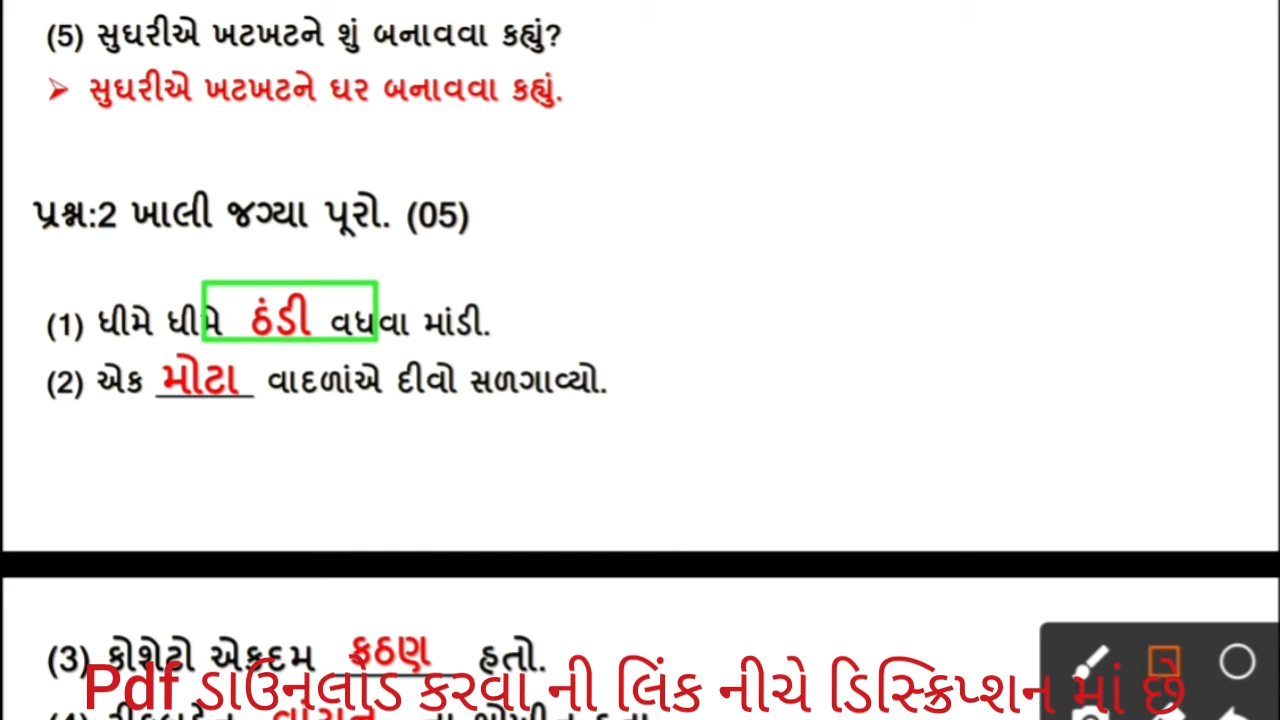 (5) સુઘરીએ ખટખટને શું બનાવવા કહ્યું?
➤ સુઘરીએ ખટખટને ઘર બનાવવા કહ્યું.
પ્રશ્ન:2 ખાલી જગ્યા પૂરો. (05)
(1) ધીમે ધીમે ઠંડી વધવા માંડી.
(2) એક મોટા વાદળાંએ દીવો સળગાવ્યો.
(3) કોશેટો એકદમ કઠણ હતો.
Pdf ડાઉનલોડ કરવા ની લિંક નીચે ડિસ્ક્રિપ્શન માં છે